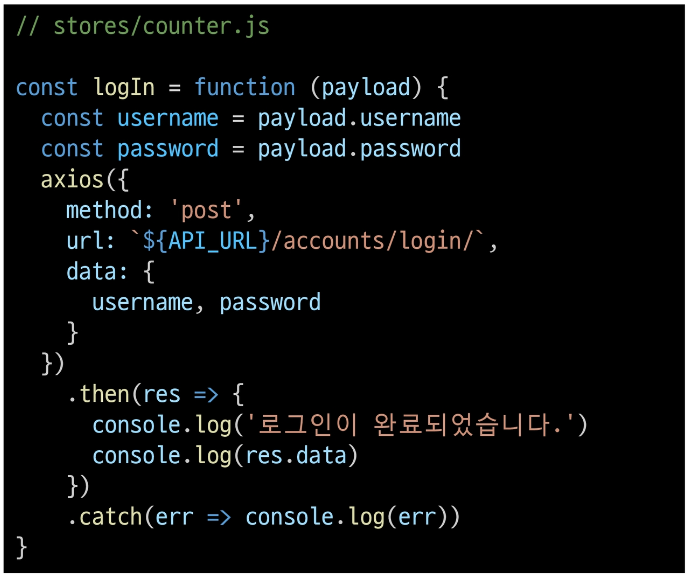 // stores/counter.js

const logIn = function (payload) {
  const username = payload.username
  const password = payload.password
  axios({
    method: 'post',
    url: `${API_URL}/accounts/login/`,
    data: {
      username, password
    }
  })
    .then(res => {
      console.log('로그인이 완료되었습니다.')
      console.log(res.data)
    })
    .catch(err => console.log(err))
}